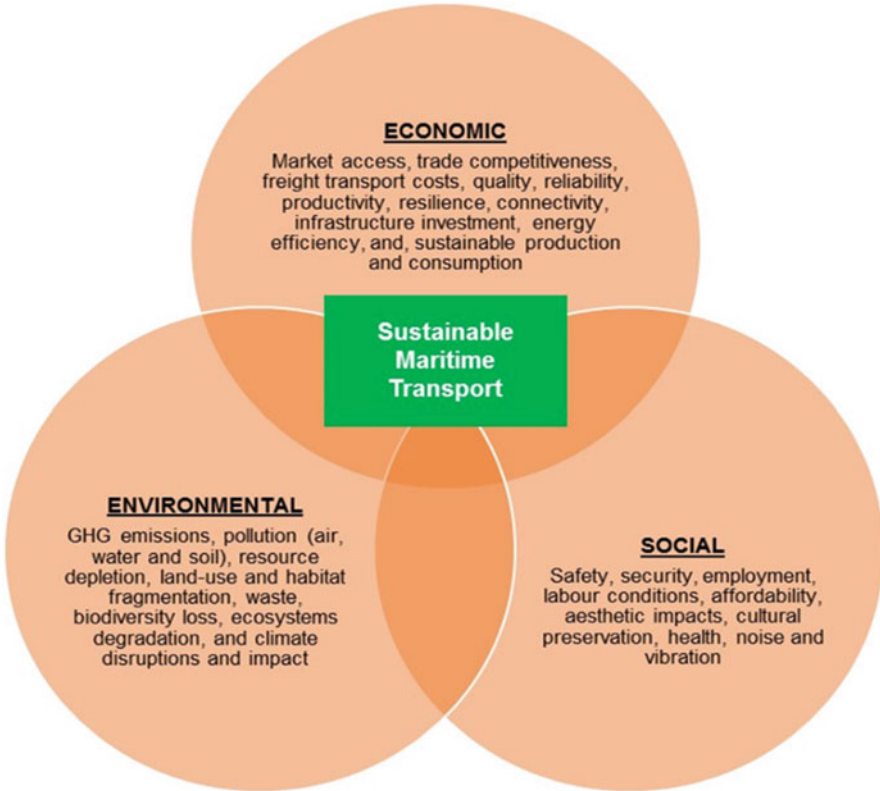 ECONOMIC
Market access, trade competitiveness,
freight transport costs, quality, reliability,
productivity, resilience, connectivity,
infrastructure investment, energy
efficiency, and, sustainable production
and consumption
Sustainable
Maritime
Transport
ENVIRONMENTAL
GHG emissions, pollution (air,
water and soil), resource
depletion, land-use and habitat
fragmentation, waste,
biodiversity loss, ecosystems
degradation, and climate
disruptions and impact
SOCIAL
Safety, security, employment,
labour conditions, affordability,
aesthetic impacts, cultural
preservation, health, noise and
vibration